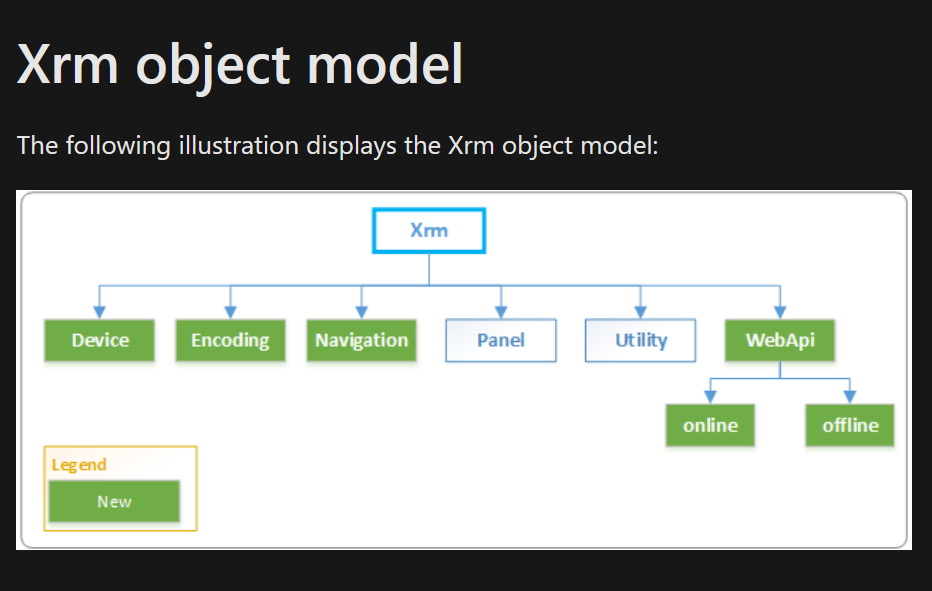 Xrm object model
The following illustration displays the Xrm object model:
Xrm
Device
Encoding
Navigation
Panel
Utility
WebApi
online
offline
Legend
New